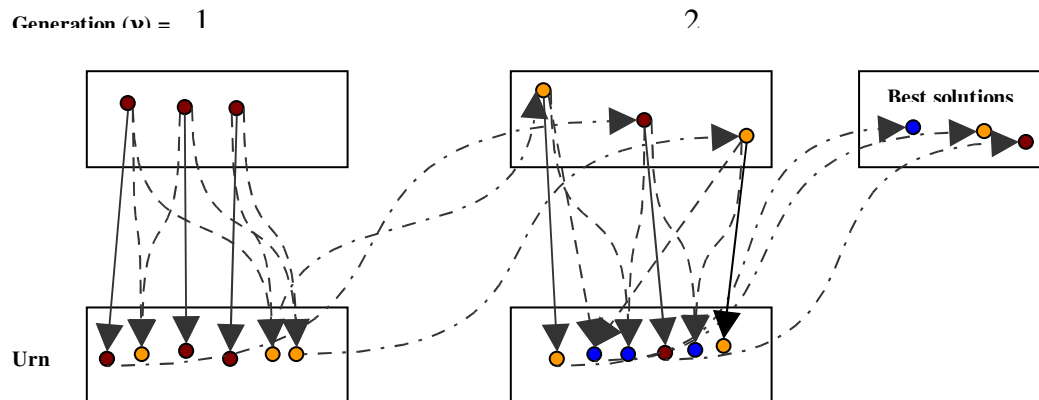 Generation (ν) = 1 2
Best solutions
Urn